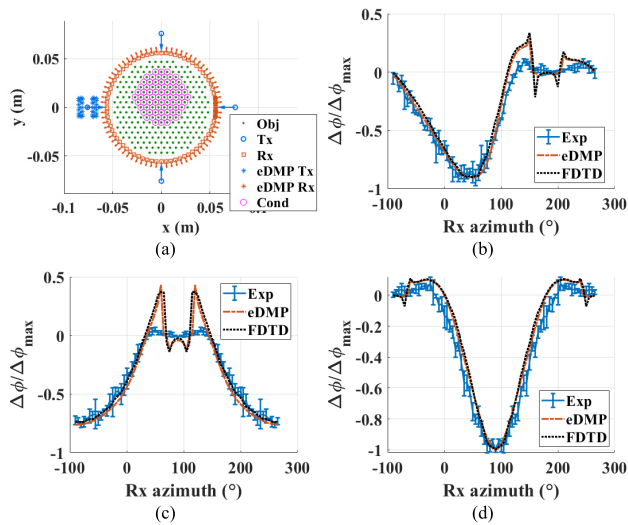 0.05
0
-0.05
-0.1
-0.05
0
0.05
0.1
y (m)
x (m)
Obj
Tx
Rx
eDMP Tx
eDMP Rx
Cond
(a)
0.5
0
-0.5
-1
-100
0
100
200
300
Δϕ/Δϕmax
Rx azimuth (°)
Exp
eDMP
FDTD
(b)
0.5
0
-0.5
-1
-100
0
100
200
300
Δϕ/Δϕmax
Rx azimuth (°)
Exp
eDMP
FDTD
(c)
0
-0.2
-0.4
-0.6
-0.8
-1
-100
0
100
200
300
Δϕ/Δϕmax
Rx azimuth (°)
Exp
eDMP
FDTD
(d)